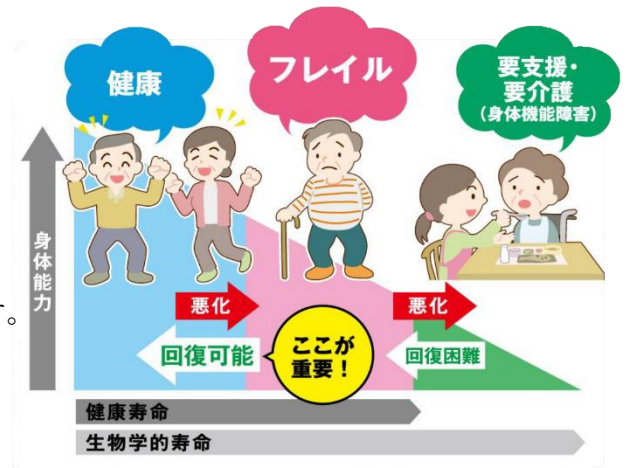 健康
フレイル
要支援・
要介護
(身体機能障害)
身体能力
悪化
悪化
。
回復可能
ここが
重要!
回復困難
健康寿命
生物学的寿命